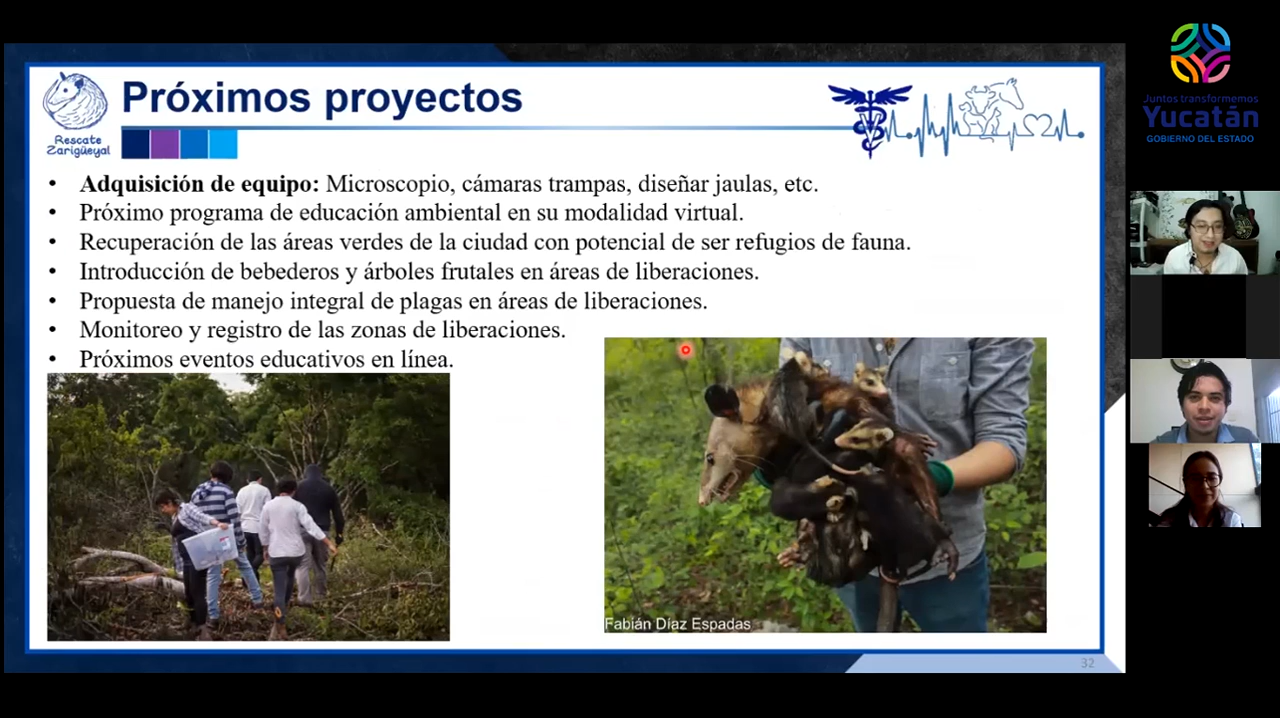 Próximos proyectos
Rescate
Zarigüeyal
• Adquisición de equipo: Microscopio, cámaras trampas, diseñar jaulas, etc.
• Próximo programa de educación ambiental en su modalidad virtual.
• Recuperación de las áreas verdes de la ciudad con potencial de ser refugios de fauna.
• Introducción de bebederos y árboles frutales en áreas de liberaciones.
• Propuesta de manejo integral de plagas en áreas de liberaciones.
• Monitoreo y registro de las zonas de liberaciones.
• Próximos eventos educativos en línea.
Fabián Díaz Espadas
32
Juntos transformemos
Yucatán
GOBIERNO DEL ESTADO